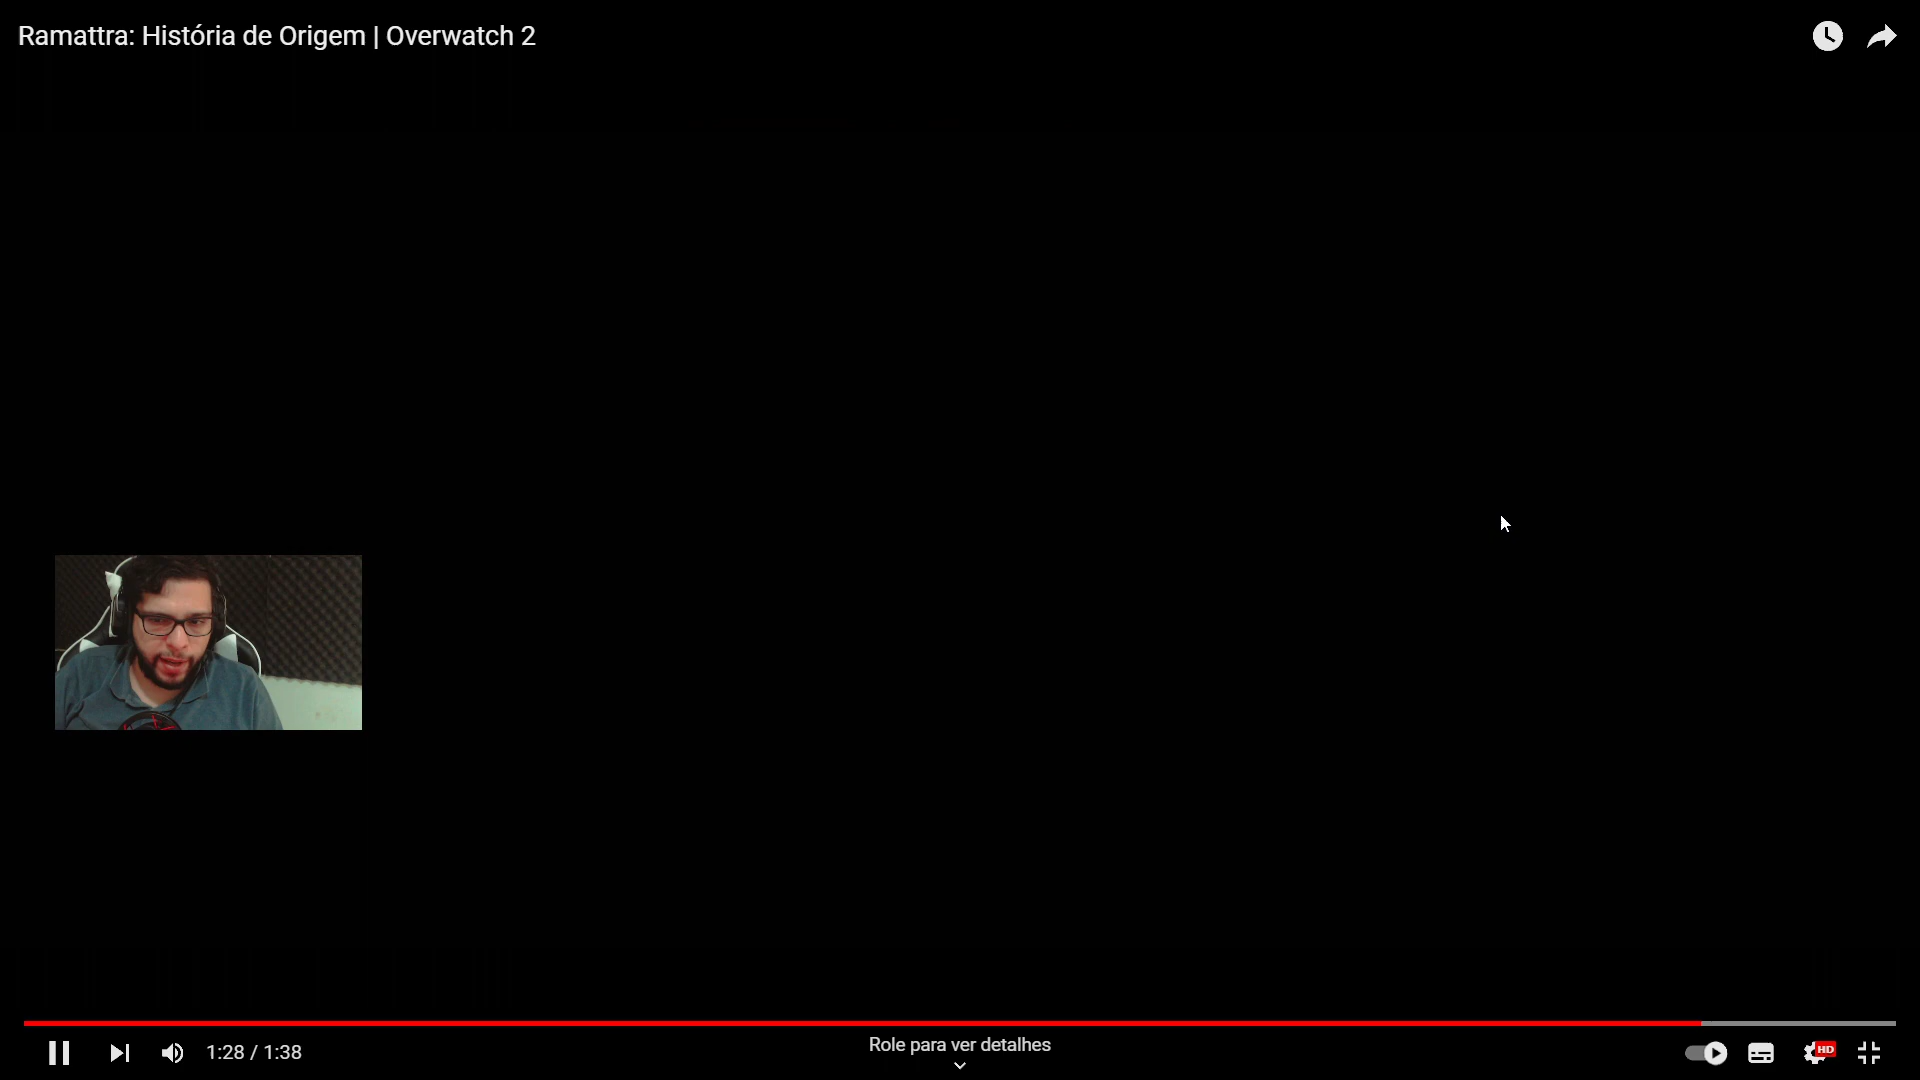 Ramattra: História de Origem | Overwatch 2
1:28 / 1:38
Role para ver detalhes
HD